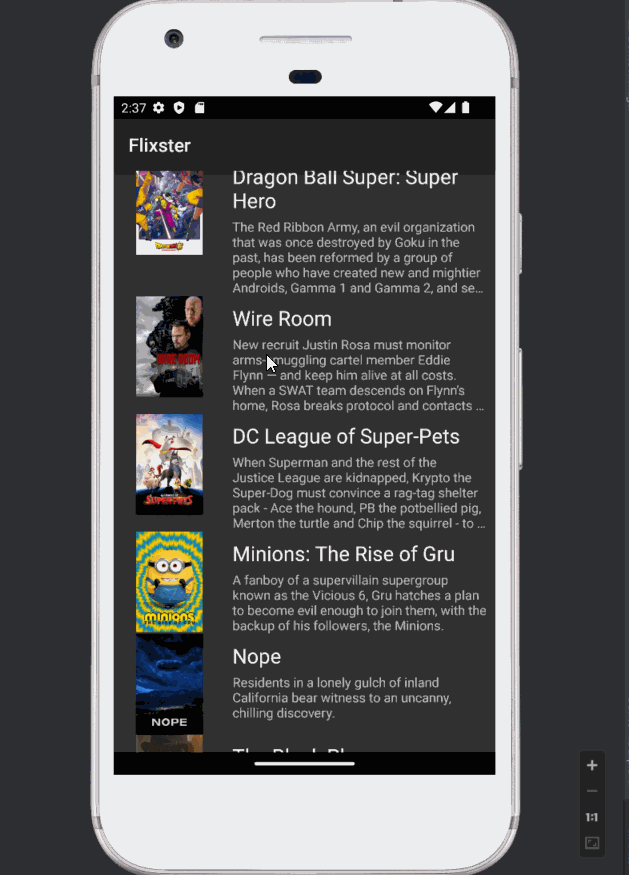 2:37
Flixster
Dragon Ball Super: Super
Hero
The Red Ribbon Army, an evil organization
that was once destroyed by Goku in the
past, has been reformed by a group of
people who have created new and mightier
Androids, Gamma 1 and Gamma 2, and se…
Wire Room
New recruit Justin Rosa must monitor
arms-smuggling cartel member Eddie
Flynn — and keep him alive at all costs.
When a SWAT team descends on Flynn's
home, Rosa breaks protocol and contacts …
WIRE ROOM
DC League of Super-Pets
When Superman and the rest of the
Justice League are kidnapped, Krypto the
Super-Dog must convince a rag-tag shelter
pack - Ace the hound, PB the potbellied pig,
Merton the turtle and Chip the squirrel - to …
SUPERPETS
Minions: The Rise of Gru
A fanboy of a supervillain supergroup
known as the Vicious 6, Gru hatches a plan
to become evil enough to join them, with the
backup of his followers, the Minions.
minions
Nope
Residents in a lonely gulch of inland
California bear witness to an uncanny,
chilling discovery.
NOPE
1:1